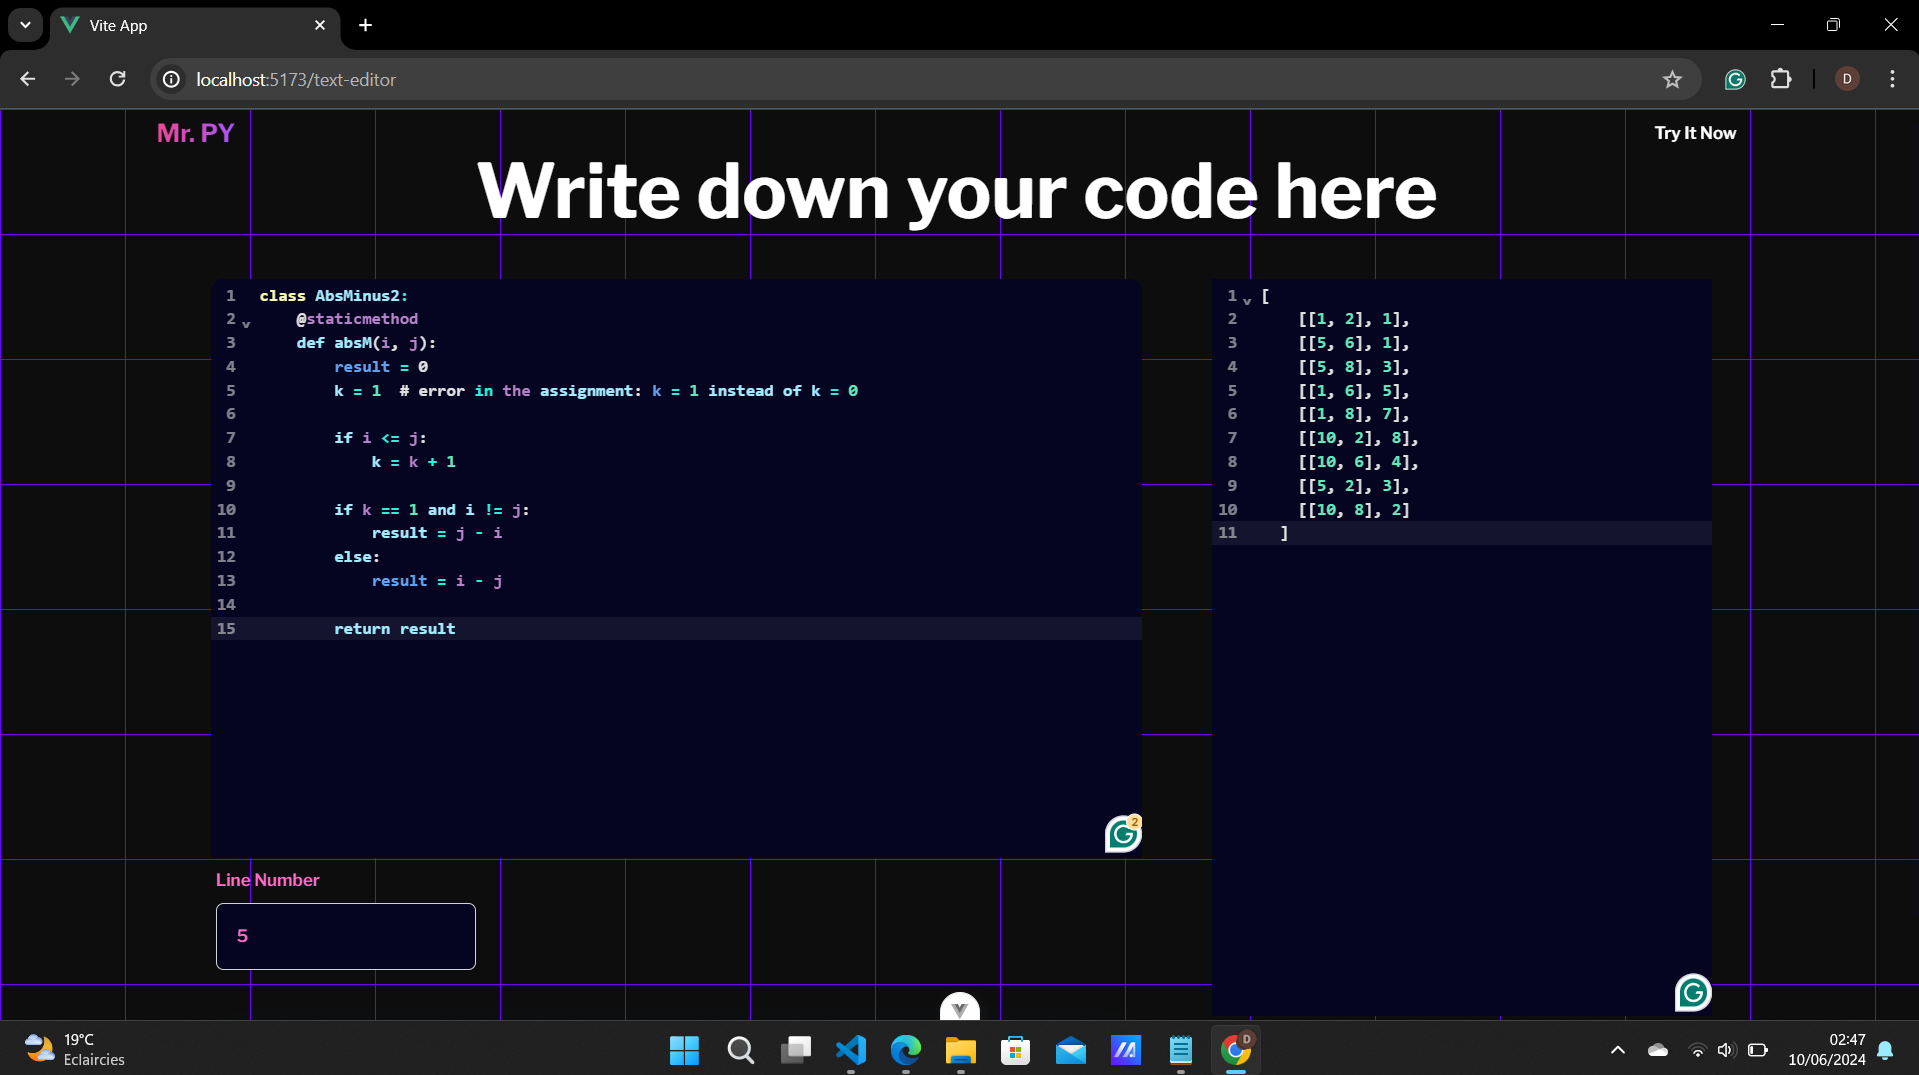 Vite App
localhost:5173/text-editor
D
Mr. PY
Try It Now
Write down your code here
1 class AbsMinus2:
2 @staticmethod
3 def absM(i, j):
4 result = 0
5 k = 1 # error in the assignment: k = 1 instead of k = 0
6
7 if i <= j:
8 k = k + 1
9
10 if k == 1 and i != j:
11 result = j - i
12 else:
13 result = i - j
14
15 return result
1 [
2 [[1, 2], 1],
3 [[5, 6], 1],
4 [[5, 8], 3],
5 [[1, 6], 5],
6 [[1, 8], 7],
7 [[10, 2], 8],
8 [[10, 6], 4],
9 [[5, 2], 3],
10 [[10, 8], 2]
11 ]
2
Line Number
5
19°C
Eclaircies
D
02:47
10/06/2024